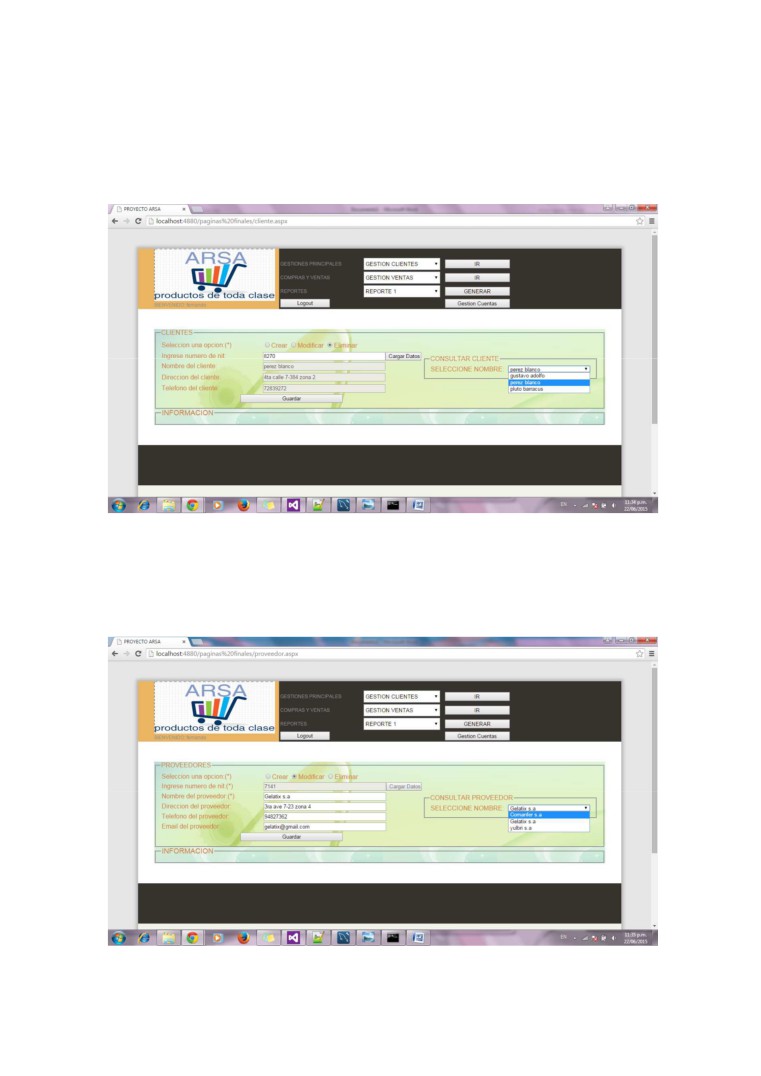 PROYECTO ARSA
localhost:4880/paginas%20finales/cliente.aspx
ARSA
productos de toda clase
GESTIONES PRINCIPALES GESTION CLIENTES IR
COMPRAS Y VENTAS GESTION VENTAS IR
REPORTES REPORTE 1 GENERAR
Logout Gestion Cuentas
CLIENTES
Seleccion una opcion:(*) Crear Modificar Eliminar
Ingrese numero de nit: 8270 Cargar Datos
Nombre del cliente perez blanco
Direccion del cliente 4ta calle 7-384 zona 2
Telefono del cliente 72939272
Guardar
CONSULTAR CLIENTE
SELECCIONE NOMBRE perez blanco
gustavo adolfo
perez blanco
pluto barracus
INFORMACION
EN
11:39 p.m.
22/06/2015
PROYECTO ARSA
localhost:4880/paginas%20finales/proveedor.aspx
ARSA
productos de toda clase
GESTIONES PRINCIPALES GESTION CLIENTES IR
COMPRAS Y VENTAS GESTION VENTAS IR
REPORTES REPORTE 1 GENERAR
Logout Gestion Cuentas
PROVEEDORES
Seleccion una opcion:(*) Crear Modificar Eliminar
Ingrese numero de nit:(*) 7141 Cargar Datos
Nombre del proveedor:(*) Gelatix s.a
Direccion del proveedor: 3ra ave 7-23 zona 4
Telefono del proveedor: 94827362
Email del proveedor: gelatix@gmail.com
Guardar
CONSULTAR PROVEEDOR
SELECCIONE NOMBRE Gelatix s.a
Gelatix s.a
INFORMACION
EN
11:39 p.m.
22/06/2015